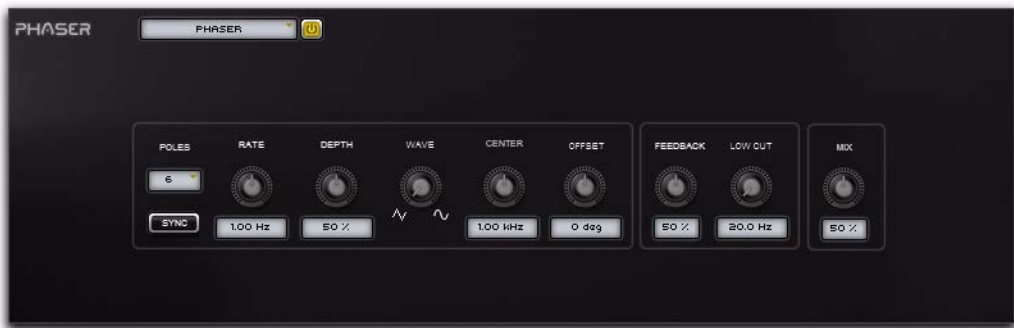 PHASER
PHASER
POLES RATE DEPTH WAVE CENTER OFFSET FEEDBACK LOW CUT MIX
6
SYNC 1.00 Hz 50 % 1.00 kHz 0 deg 50 % 20.0 Hz 50 %